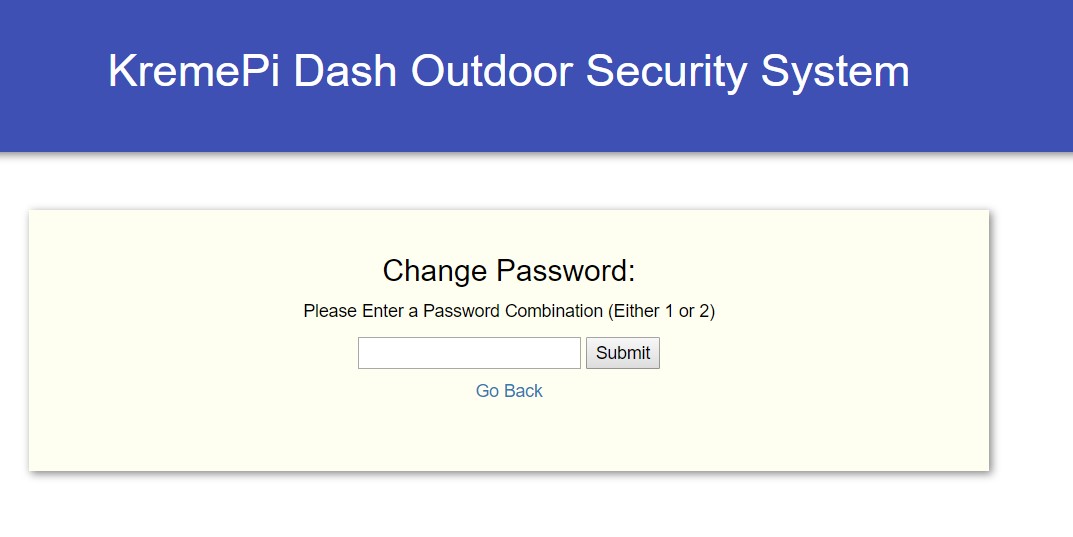 KremePi Dash Outdoor Security System
Change Password:
Please Enter a Password Combination (Either 1 or 2)
Submit
Go Back